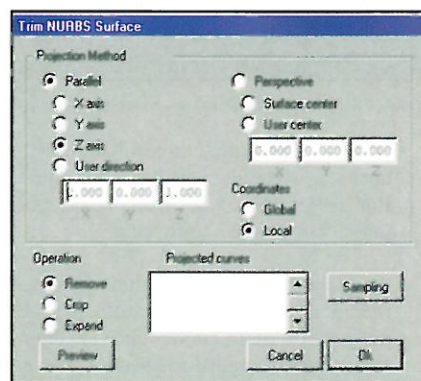 Trim NURBS Surface
Projection Method
Parallel
X axis
Y axis
Z axis
User direction
0.000 0.000 1.000
X Y Z
Perspective
Surface center
User center
0.000 0.000 0.000
X Y Z
Coordinates
Global
Local
Operation
Remove
Crop
Expand
Projected curves
Sampling
Preview
Cancel
Ok